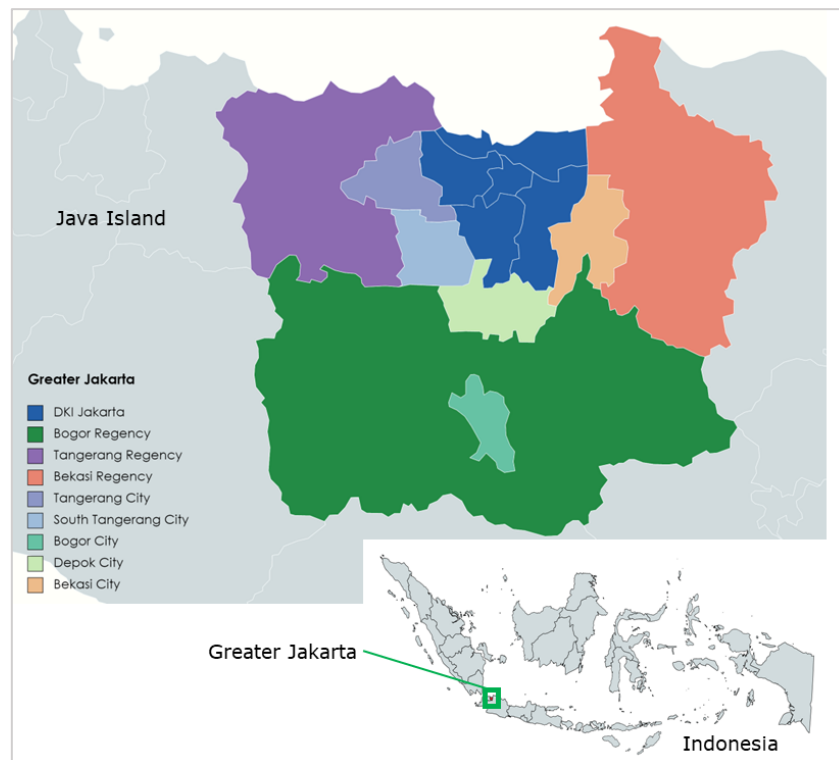 Java Island
Greater Jakarta
DKI Jakarta
Bogor Regency
Tangerang Regency
Bekasi Regency
Tangerang City
South Tangerang City
Bogor City
Depok City
Bekasi City
Greater Jakarta
Indonesia